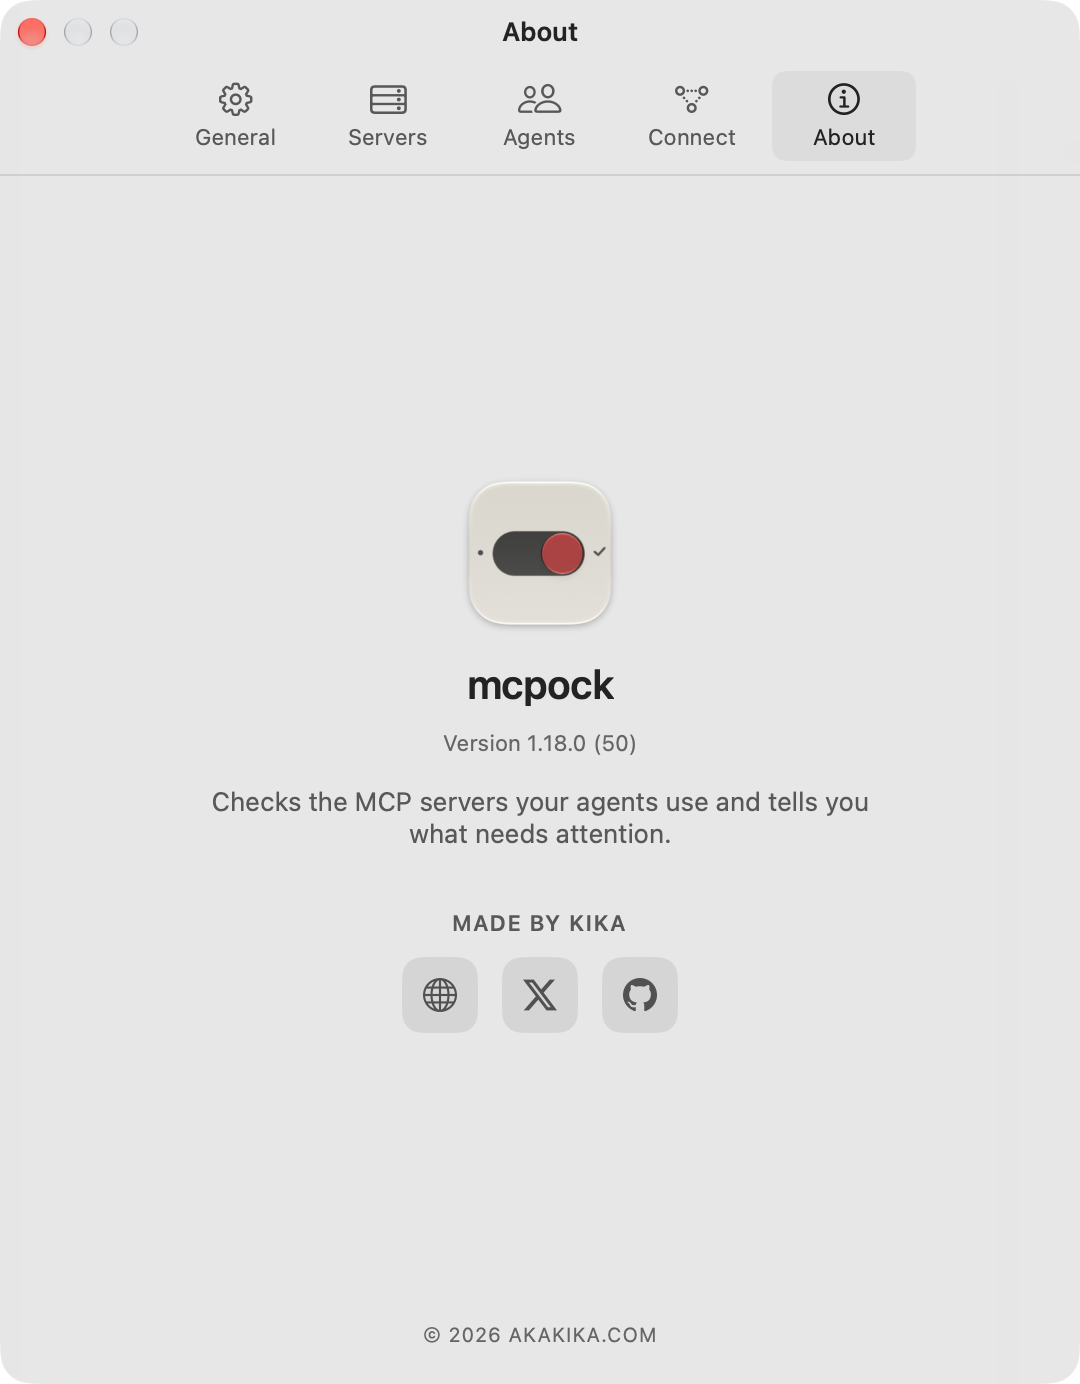 About
General
Servers
Agents
Connect
About
mcpock
Version 1.18.0 (50)
Checks the MCP servers your agents use and tells you
what needs attention.
MADE BY KIKA
© 2026 AKAKIKA.COM